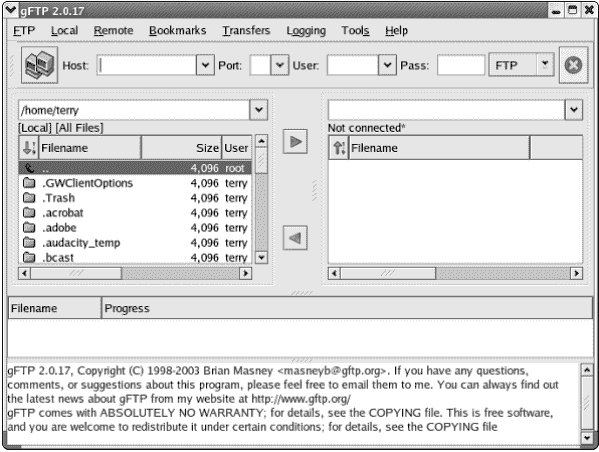 gFTP 2.0.17
FTP Local Remote Bookmarks Transfers Logging Tools Help
Host: Port: User: Pass: FTP
/home/terry
[Local] [All Files]
Not connected*
Filename Size User
Filename
.. 4,096 root
.GWClientOptions 4,096 terry
.Trash 4,096 terry
.acrobat 4,096 terry
.adobe 4,096 terry
.audacity_temp 4,096 terry
.bcast 4,096 terry
Filename Progress
gFTP 2.0.17, Copyright (C) 1998-2003 Brian Masney <masneyb@gftp.org>. If you have any questions,
comments, or suggestions about this program, please feel free to email them to me. You can always find out
the latest news about gFTP from my website at http://www.gftp.org/
gFTP comes with ABSOLUTELY NO WARRANTY; for details, see the COPYING file. This is free software,
and you are welcome to redistribute it under certain conditions; for details, see the COPYING file